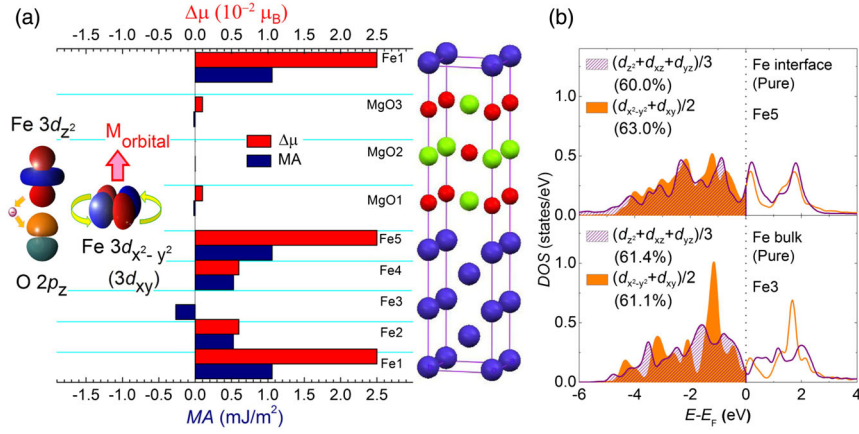 (a)
Δμ (10⁻² μB)
-1.5 -1.0 -0.5 0.0 0.5 1.0 1.5 2.0 2.5
Fe1
MgO3
MgO2
MgO1
Fe5
Fe4
Fe3
Fe2
Fe1
Δμ
MA
Fe 3dz²
Morbital
Fe 3dx²- y²
(3dxy)
O 2pz
-1.5 -1.0 -0.5 0.0 0.5 1.0 1.5 2.0 2.5
MA (mJ/m²)
(b)
(dz²+dxz+dyz)/3
(60.0%)
(dx²-y²+dxy)/2
(63.0%)
Fe interface
(Pure)
Fe5
1.0
0.5
0.0
(dz²+dxz+dyz)/3
(61.4%)
(dx²-y²+dxy)/2
(61.1%)
Fe bulk
(Pure)
Fe3
1.0
0.5
0.0
DOS (states/eV)
-6 -4 -2 0 2 4
E-EF (eV)